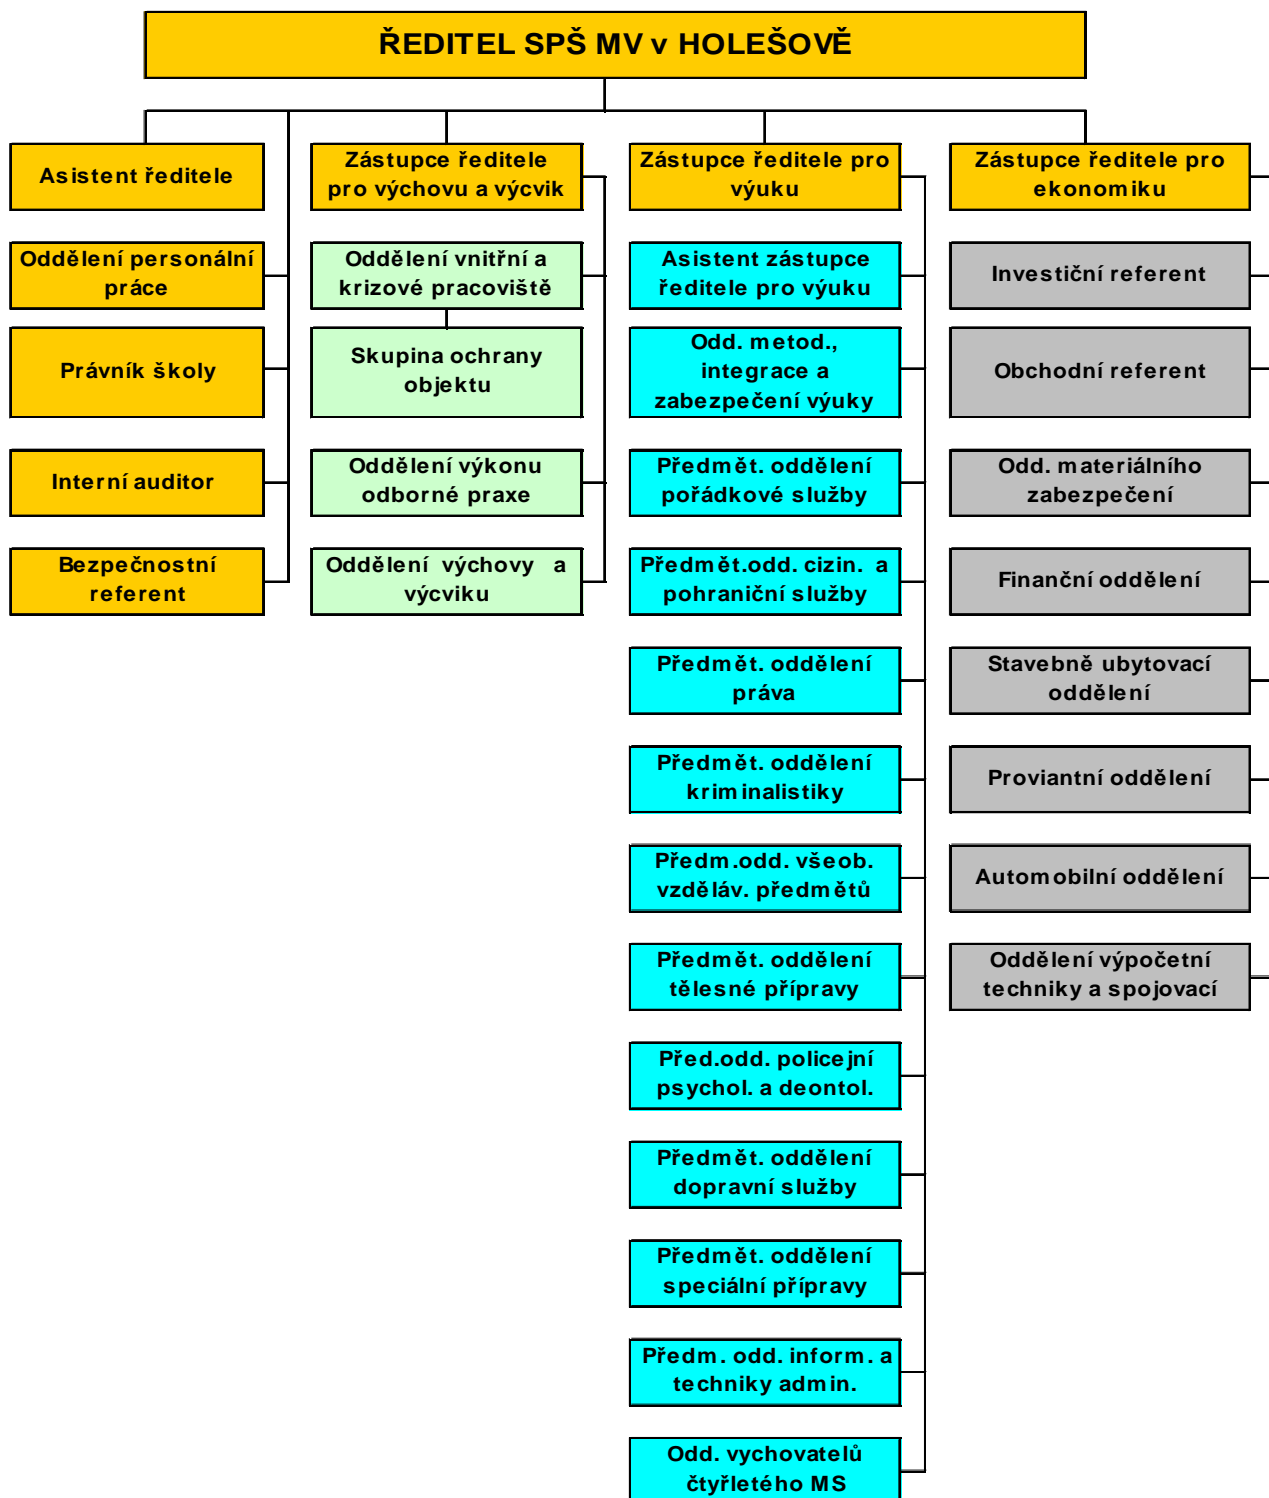 ŘEDITEL SPŠ MV v HOLEŠOVĚ
Asistent ředitele
Oddělení personální
práce
Právník školy
Interní auditor
Bezpečnostní
referent
Zástupce ředitele
pro výchovu a výcvik
Oddělení vnitřní a
krizové pracoviště
Skupina ochrany
objektu
Oddělení výkonu
odborné praxe
Oddělení výchovy a
výcviku
Zástupce ředitele pro
výuku
Asistent zástupce
ředitele pro výuku
Odd. metod.,
integrace a
zabezpečení výuky
Předmět. oddělení
pořádkové služby
Předmět.odd. cizin. a
pohraniční služby
Předmět. oddělení
práva
Předmět. oddělení
kriminalistiky
Předm.odd. všeob.
vzděláv. předmětů
Předmět. oddělení
tělesné přípravy
Před.odd. policejní
psychol. a deontol.
Předmět. oddělení
dopravní služby
Předmět. oddělení
speciální přípravy
Předm. odd. inform. a
techniky admin.
Odd. vychovatelů
čtyřletého MS
Zástupce ředitele pro
ekonomiku
Investiční referent
Obchodní referent
Odd. materiálního
zabezpečení
Finanční oddělení
Stavebně ubytovací
oddělení
Proviantní oddělení
Automobilní oddělení
Oddělení výpočetní
techniky a spojovací